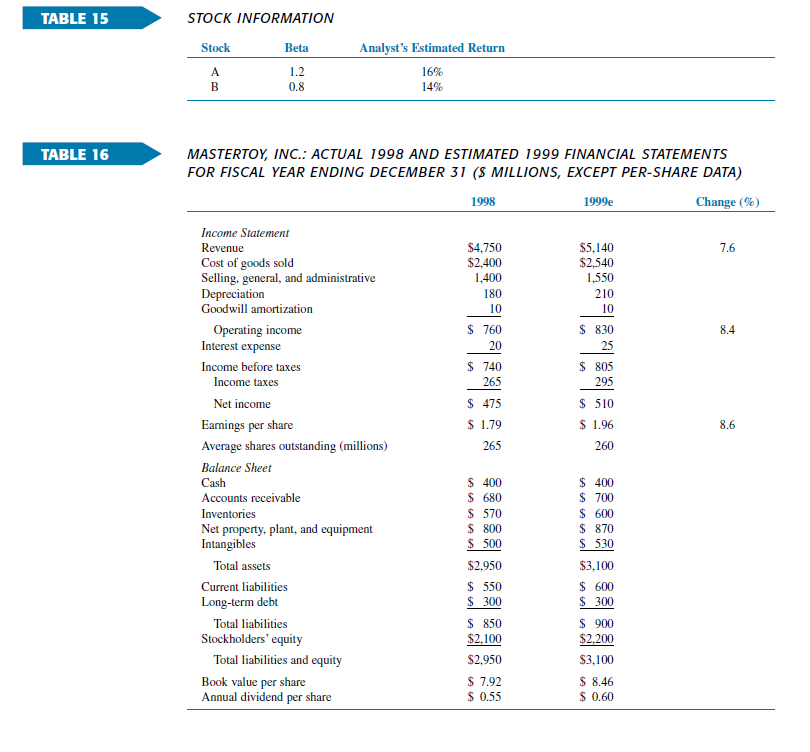 TABLE 15 STOCK INFORMATION
Stock Beta Analyst's Estimated Return
A 1.2 16%
B 0.8 14%
TABLE 16 MASTERTOY, INC.: ACTUAL 1998 AND ESTIMATED 1999 FINANCIAL STATEMENTS
FOR FISCAL YEAR ENDING DECEMBER 31 ($ MILLIONS, EXCEPT PER-SHARE DATA)
1998 1999e Change (%)
Income Statement
Revenue $4,750 $5,140 7.6
Cost of goods sold $2,400 $2,540
Selling, general, and administrative 1,400 1,550
Depreciation 180 210
Goodwill amortization 10 10
Operating income $ 760 $ 830 8.4
Interest expense 20 25
Income before taxes $ 740 $ 805
Income taxes 265 295
Net income $ 475 $ 510
Earnings per share $ 1.79 $ 1.96 8.6
Average shares outstanding (millions) 265 260
Balance Sheet
Cash $ 400 $ 400
Accounts receivable $ 680 $ 700
Inventories $ 570 $ 600
Net property, plant, and equipment $ 800 $ 870
Intangibles $ 500 $ 530
Total assets $2,950 $3,100
Current liabilities $ 550 $ 600
Long-term debt $ 300 $ 300
Total liabilities $ 850 $ 900
Stockholders' equity $2,100 $2,200
Total liabilities and equity $2,950 $3,100
Book value per share $ 7.92 $ 8.46
Annual dividend per share $ 0.55 $ 0.60